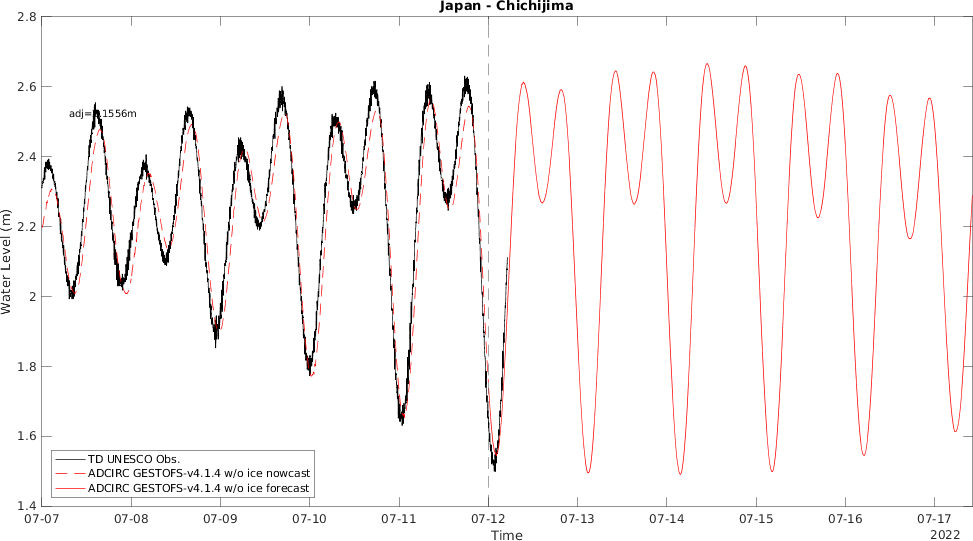 Japan - Chichijima
2.8
2.6
2.4
2.2
2
1.8
1.6
1.4
Water Level (m)
TD UNESCO Obs.
ADCIRC GESTOFS-v4.1.4 w/o ice nowcast
ADCIRC GESTOFS-v4.1.4 w/o ice forecast
07-07 07-08 07-09 07-10 07-11 07-12 07-13 07-14 07-15 07-16 07-17
Time
2022